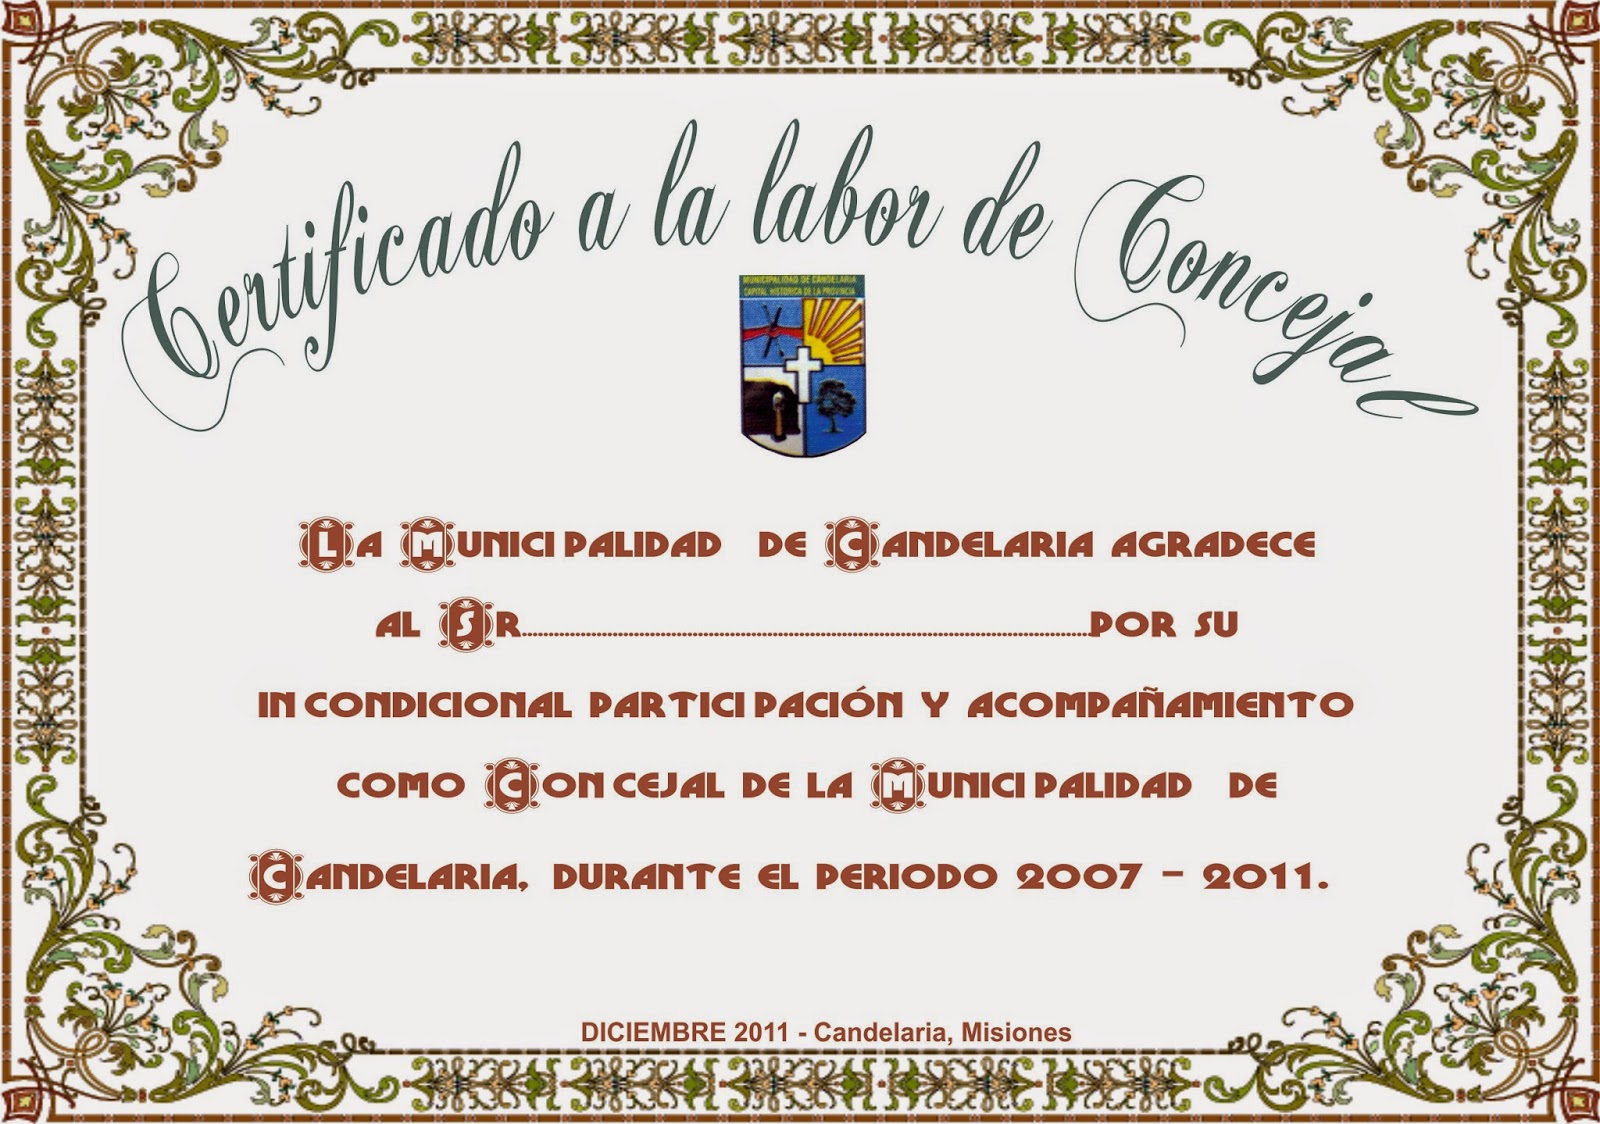 Certificado a la labor de Concejal
MUNICIPALIDAD DE CANDELARIA
CAPITAL HISTORICA DE LA PROVINCIA
La Municipalidad de Candelaria agradece
al Sr..............................................................................................................por su
incondicional participación y acompañamiento
como Concejal de la Municipalidad de
Candelaria, durante el periodo 2007 - 2011.
DICIEMBRE 2011 - Candelaria, Misiones